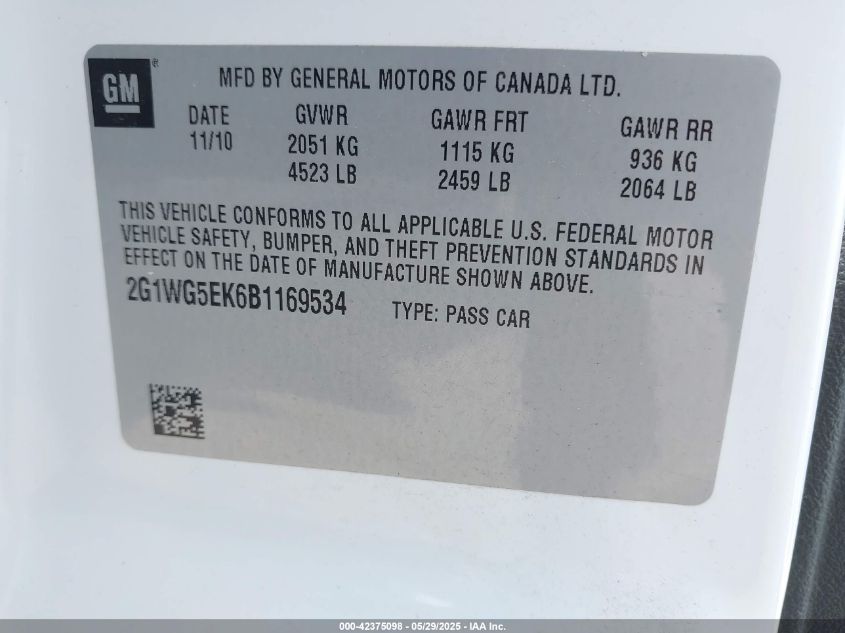 GM®
MFD BY GENERAL MOTORS OF CANADA LTD.
DATE GVWR GAWR FRT GAWR RR
11/10 2051 KG 1115 KG 936 KG
4523 LB 2459 LB 2064 LB
THIS VEHICLE CONFORMS TO ALL APPLICABLE U.S. FEDERAL MOTOR
VEHICLE SAFETY, BUMPER, AND THEFT PREVENTION STANDARDS IN
EFFECT ON THE DATE OF MANUFACTURE SHOWN ABOVE.
2G1WG5EK6B1169534 TYPE: PASS CAR
000-42375098 - 05/29/2025 - IAA Inc.